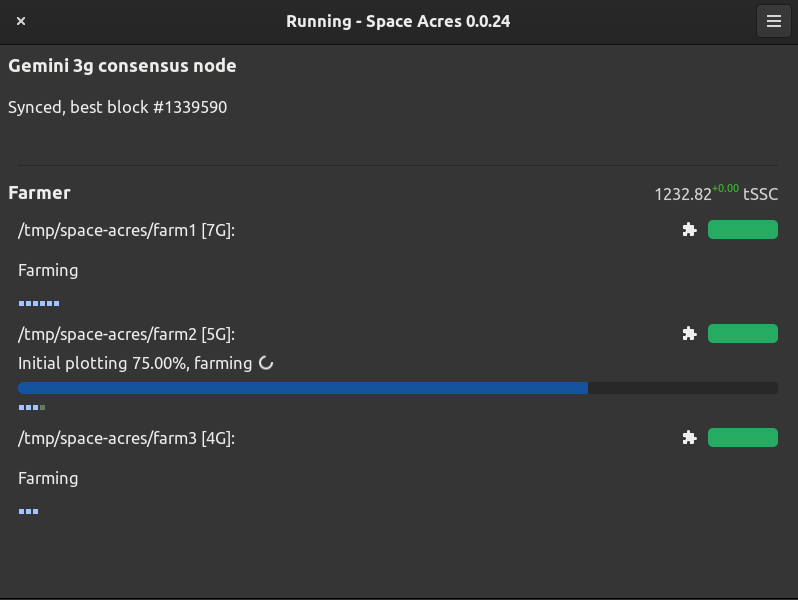 Running - Space Acres 0.0.24
Gemini 3g consensus node
Synced, best block #1339590
Farmer
1232.82+0.00 tSSC
/tmp/space-acres/farm1 [7G]:
Farming
/tmp/space-acres/farm2 [5G]:
Initial plotting 75.00%, farming
/tmp/space-acres/farm3 [4G]:
Farming